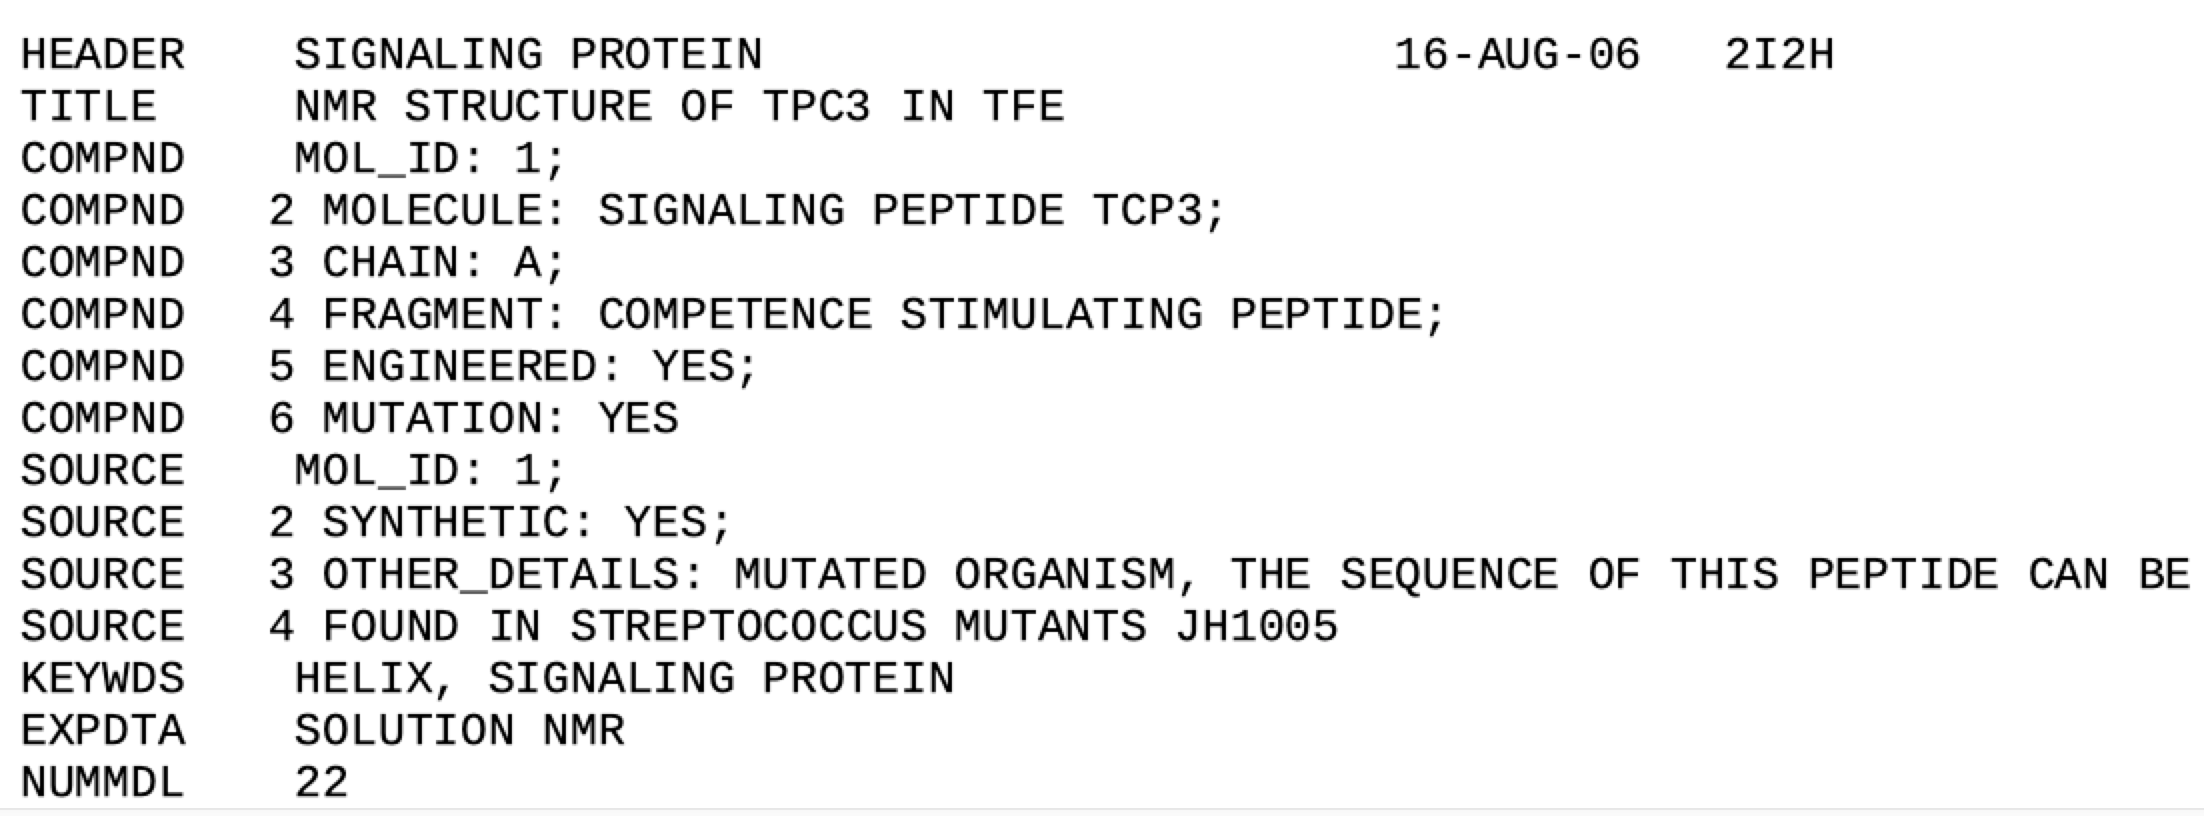 HEADER    SIGNALING PROTEIN                       16-AUG-06   2I2H
TITLE     NMR STRUCTURE OF TPC3 IN TFE
COMPND    MOL_ID: 1;
COMPND   2 MOLECULE: SIGNALING PEPTIDE TCP3;
COMPND   3 CHAIN: A;
COMPND   4 FRAGMENT: COMPETENCE STIMULATING PEPTIDE;
COMPND   5 ENGINEERED: YES;
COMPND   6 MUTATION: YES
SOURCE    MOL_ID: 1;
SOURCE   2 SYNTHETIC: YES;
SOURCE   3 OTHER_DETAILS: MUTATED ORGANISM, THE SEQUENCE OF THIS PEPTIDE CAN BE
SOURCE   4 FOUND IN STREPTOCOCCUS MUTANTS JH1005
KEYWDS    HELIX, SIGNALING PROTEIN
EXPDTA    SOLUTION NMR
NUMMDL    22